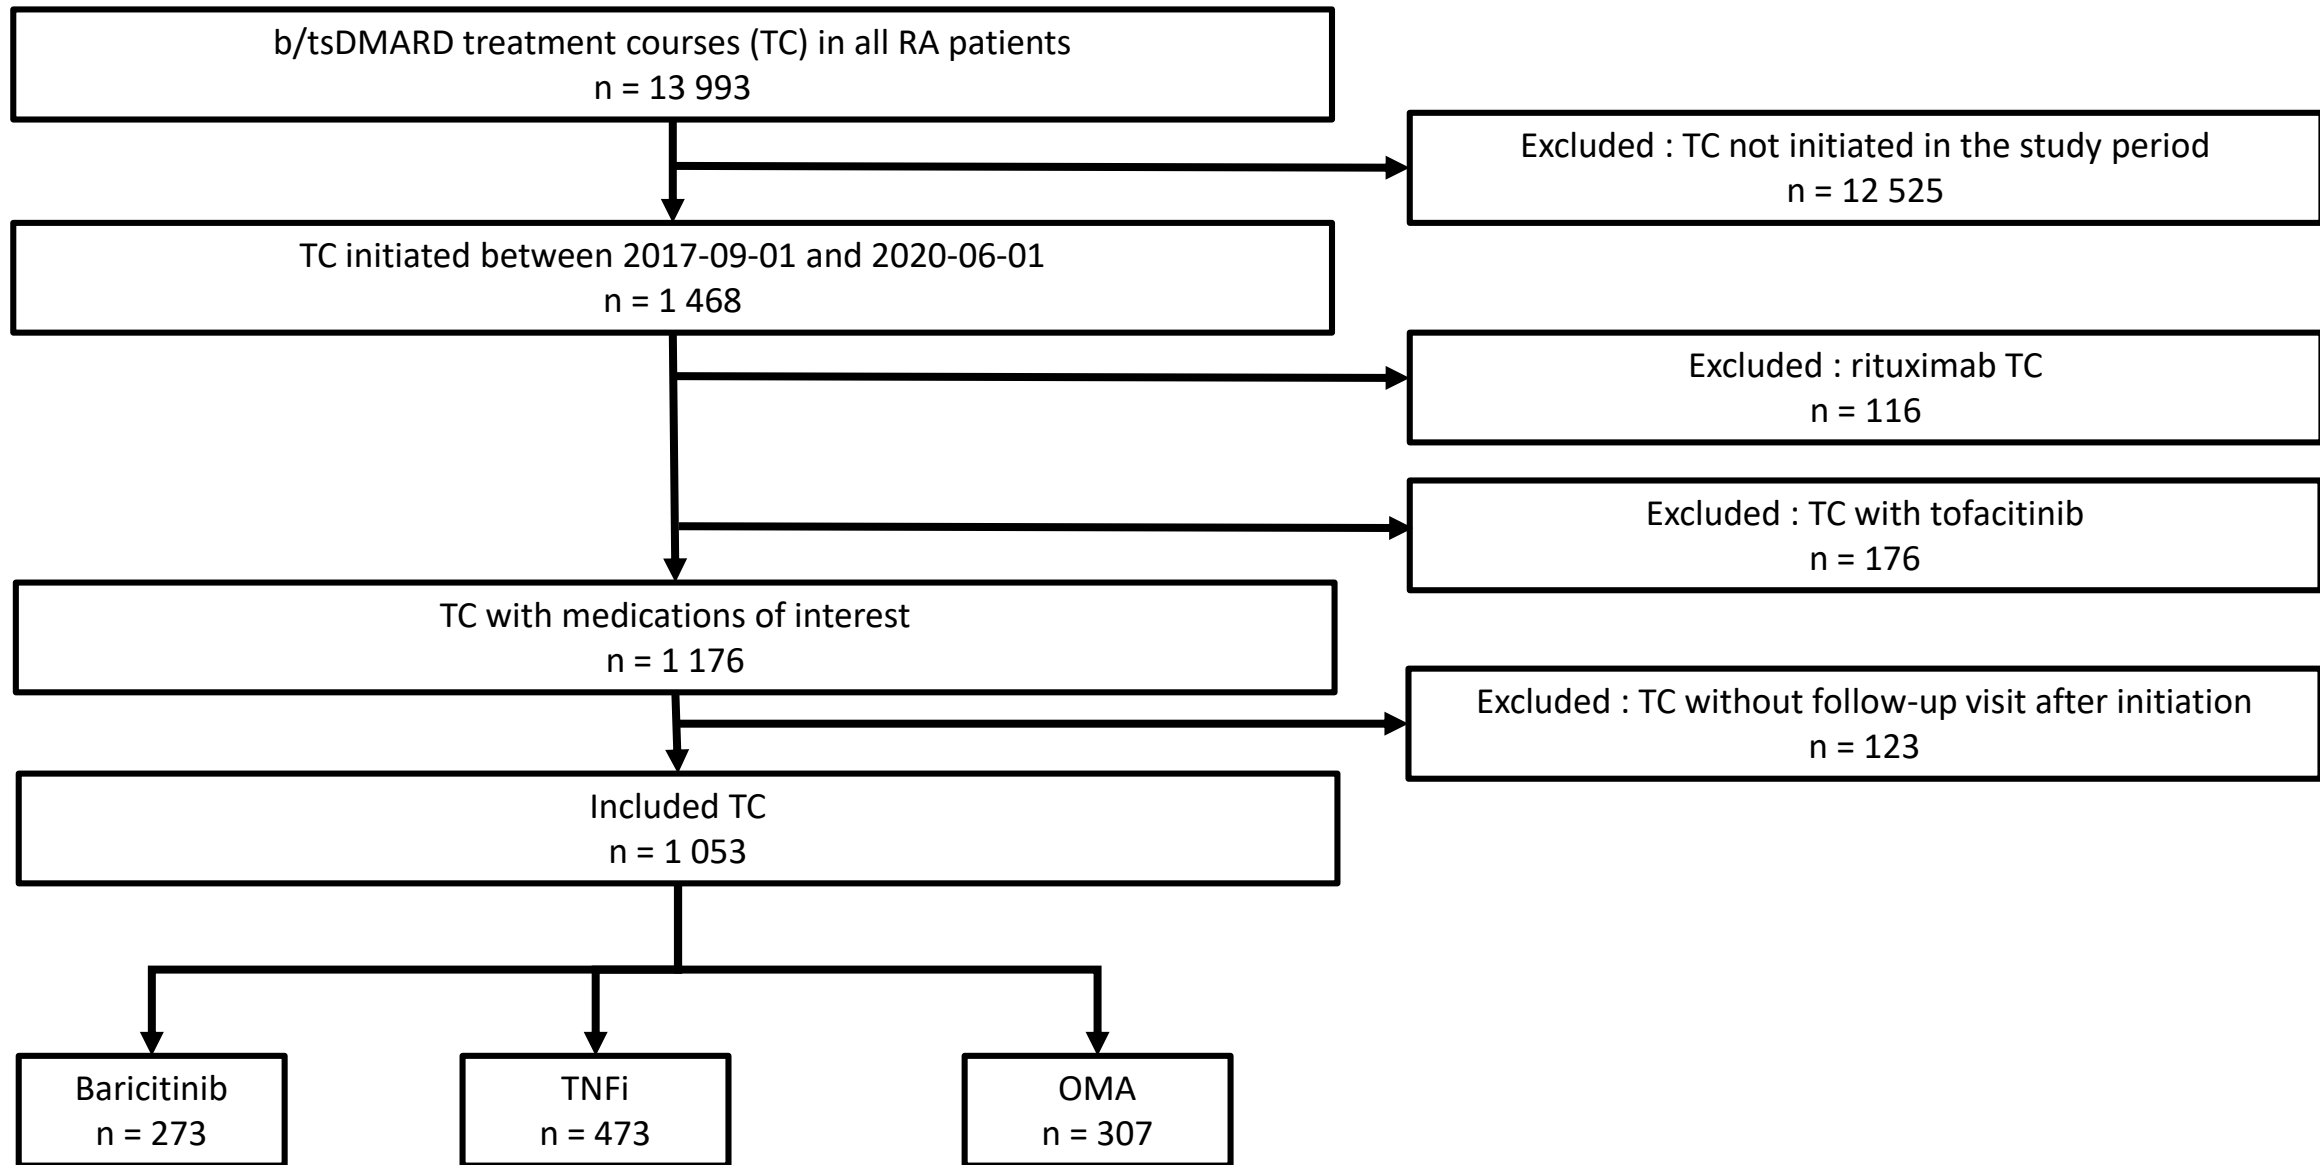 b/tsDMARD treatment courses (TC) in all RA patients
n = 13 993
Excluded : TC not initiated in the study period
n = 12 525
TC initiated between 2017-09-01 and 2020-06-01
n = 1 468
Excluded : rituximab TC
n = 116
Excluded : TC with tofacitinib
n = 176
TC with medications of interest
n = 1 176
Excluded : TC without follow-up visit after initiation
n = 123
Included TC
n = 1 053
Baricitinib
n = 273
TNFi
n = 473
OMA
n = 307